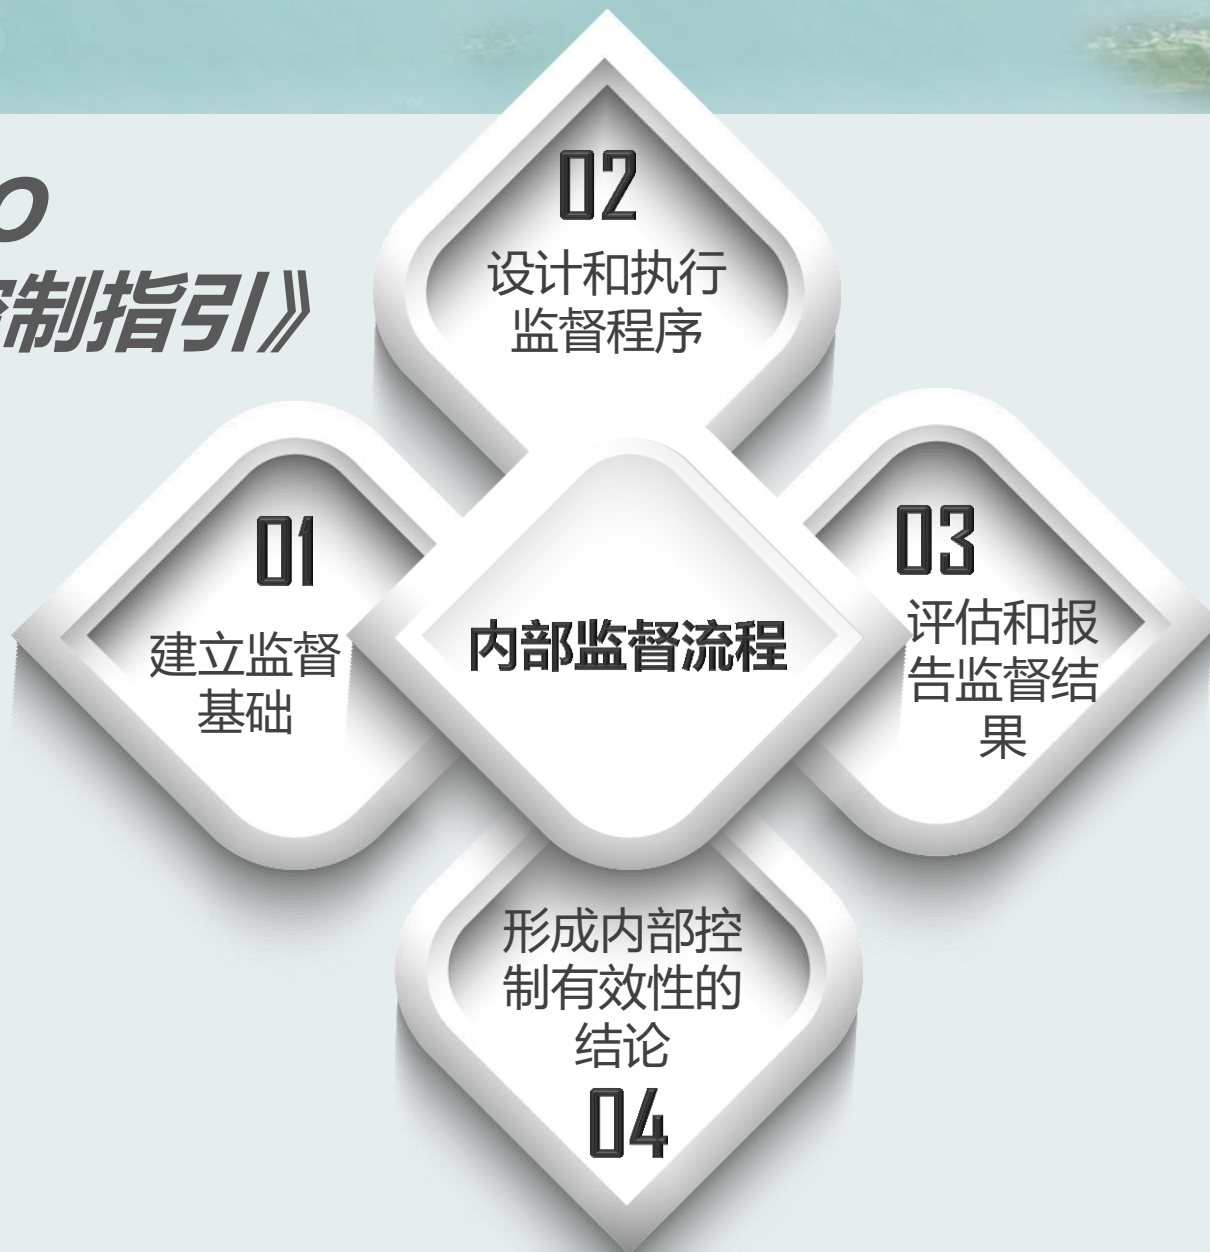 O
控制指引》
02
设计和执行
监督程序
01
建立监督
基础
内部监督流程
03
评估和报
告监督结
果
形成内部控
制有效性的
结论
04